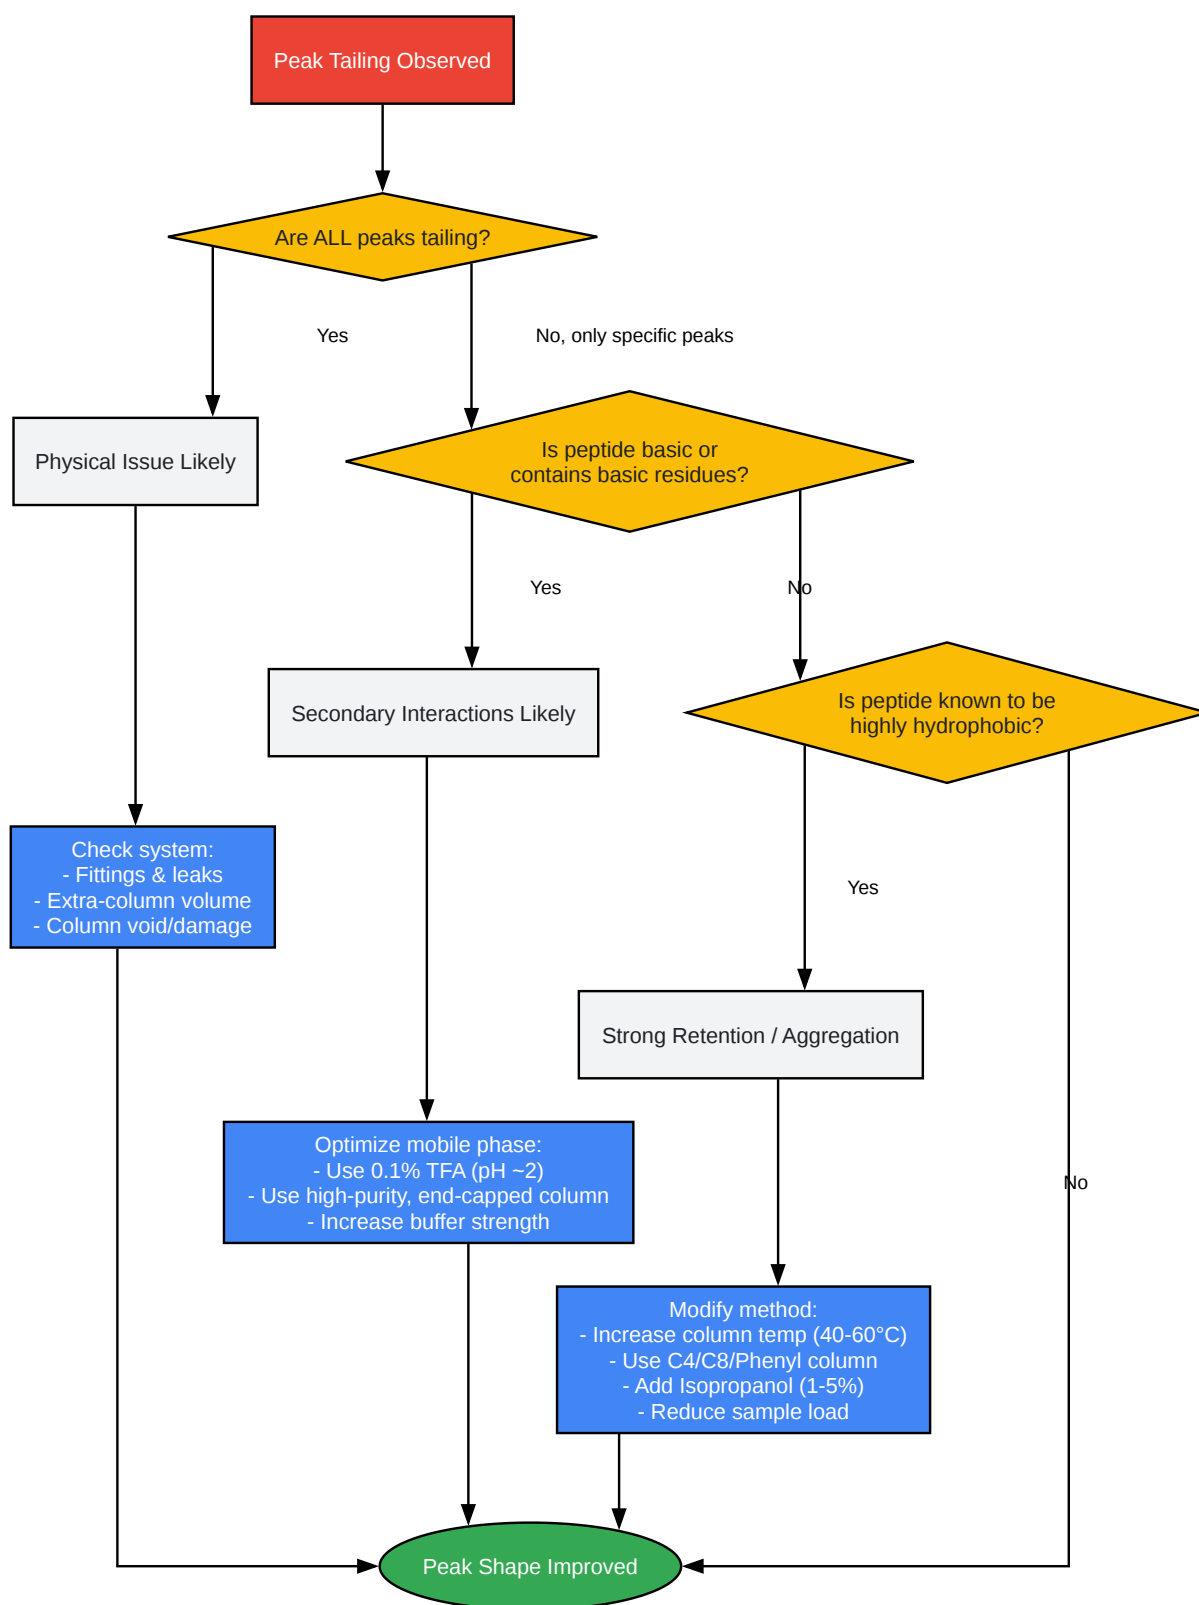 Peak Tailing Observed
Are ALL peaks tailing?
Yes
No, only specific peaks
Physical Issue Likely
Is peptide basic or
contains basic residues?
Yes
No
Secondary Interactions Likely
Is peptide known to be
highly hydrophobic?
Check system:
- Fittings & leaks
- Extra-column volume
- Column void/damage
Yes
Strong Retention / Aggregation
Optimize mobile phase:
- Use 0.1% TFA (pH ~2)
- Use high-purity, end-capped column
- Increase buffer strength
No
Modify method:
- Increase column temp (40-60°C)
- Use C4/C8/Phenyl column
- Add Isopropanol (1-5%)
- Reduce sample load
Peak Shape Improved